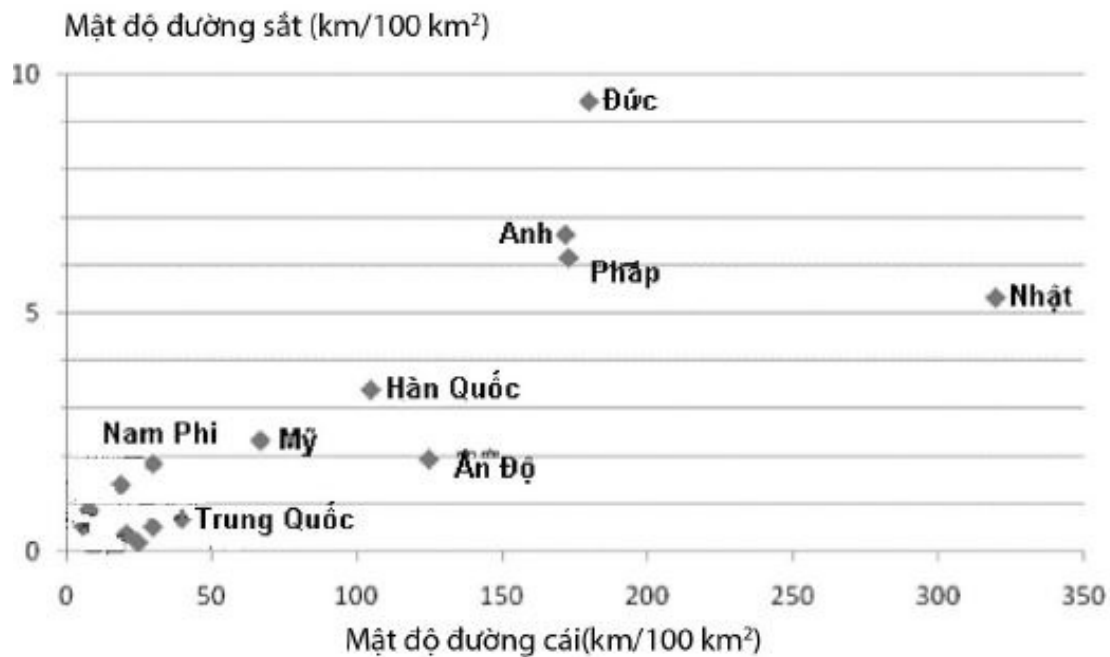 Mật độ đường sắt (km/100 km²)
10
Đức
Anh
Pháp
Nhật
5
Hàn Quốc
Nam Phi
Mỹ
Ấn Độ
Trung Quốc
0
0 50 100 150 200 250 300 350
Mật độ đường cái(km/100 km²)